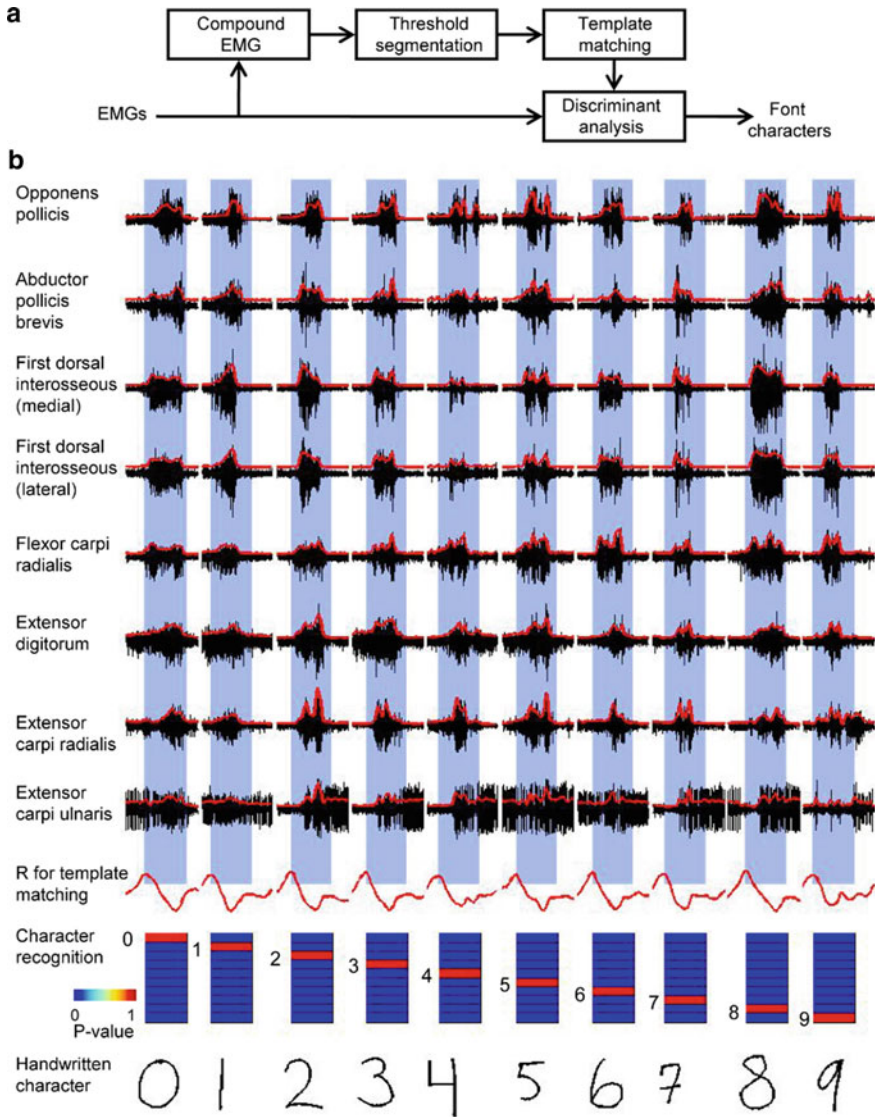 a
Compound
EMG
Threshold
segmentation
Template
matching
EMGs
Discriminant
analysis
Font
characters
b
Opponens
pollicis
Abductor
pollicis
brevis
First dorsal
interosseous
(medial)
First dorsal
interosseous
(lateral)
Flexor carpi
radialis
Extensor
digitorum
Extensor
carpi radialis
Extensor
carpi ulnaris
R for template
matching
Character
recognition
0 1 2 3 4 5 6 7 8 9
0 1
P-value
Handwritten
character
0 1 2 3 4 5 6 7 8 9